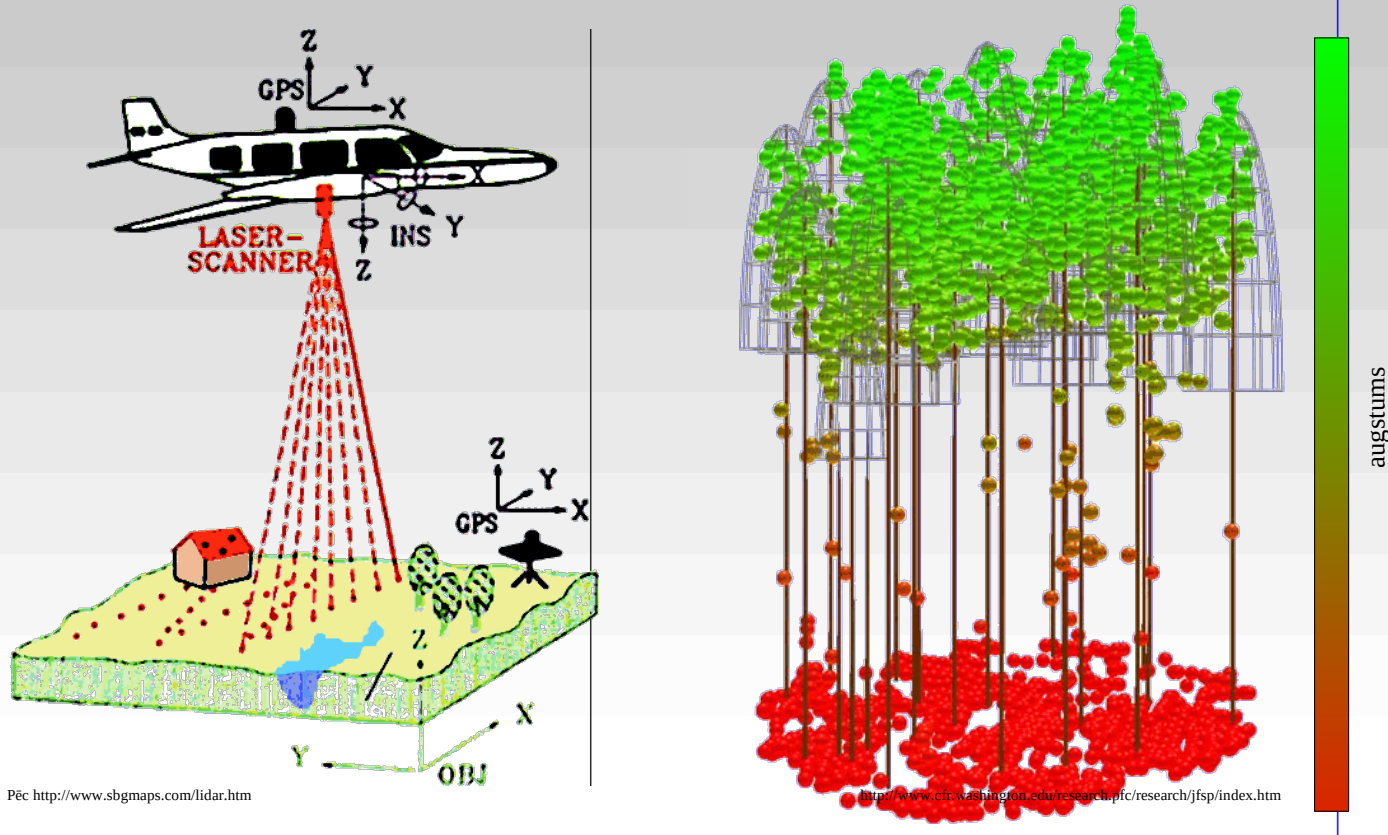 Z
Y
GPS
X
X
Y
INS
LASER-
SCANNER
Z
Z
Y
X
GPS
Z
X
Y
OBJ
augstums
Pēc http://www.sbgmaps.com/lidar.htm
http://www.cfr.washington.edu/research.pfc/research/jfsp/index.htm